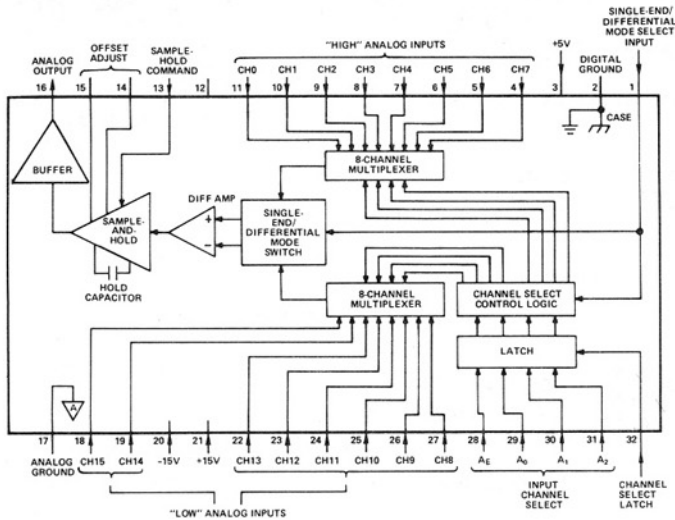 SINGLE-END/
DIFFERENTIAL
MODE SELECT
INPUT
ANALOG
OUTPUT
OFFSET
ADJUST
SAMPLE-
HOLD
COMMAND
"HIGH" ANALOG INPUTS
CH0 CH1 CH2 CH3 CH4 CH5 CH6 CH7
+5V
DIGITAL
GROUND
16 15 14 13 12 11 10 9 8 7 6 5 4 3 2 1
CASE
BUFFER
8-CHANNEL
MULTIPLEXER
DIFF AMP
+
−
SAMPLE-
AND-
HOLD
SINGLE-
END/
DIFFERENTIAL
MODE
SWITCH
HOLD
CAPACITOR
8-CHANNEL
MULTIPLEXER
CHANNEL SELECT
CONTROL LOGIC
LATCH
A
17 18 19 20 21 22 23 24 25 26 27 28 29 30 31 32
ANALOG
GROUND
CH15 CH14 −15V +15V CH13 CH12 CH11 CH10 CH9 CH8
AE A0 A1 A2
"LOW" ANALOG INPUTS
INPUT
CHANNEL
SELECT
CHANNEL
SELECT
LATCH